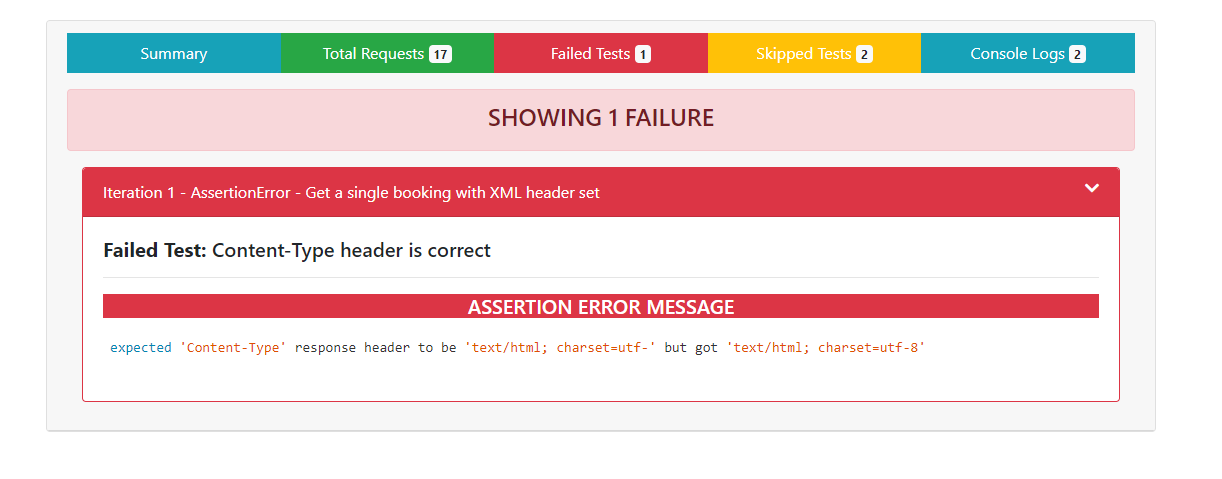 Summary Total Requests 17 Failed Tests 1 Skipped Tests 2 Console Logs 2
SHOWING 1 FAILURE
Iteration 1 - AssertionError - Get a single booking with XML header set
Failed Test: Content-Type header is correct
ASSERTION ERROR MESSAGE
expected 'Content-Type' response header to be 'text/html; charset=utf-' but got 'text/html; charset=utf-8'